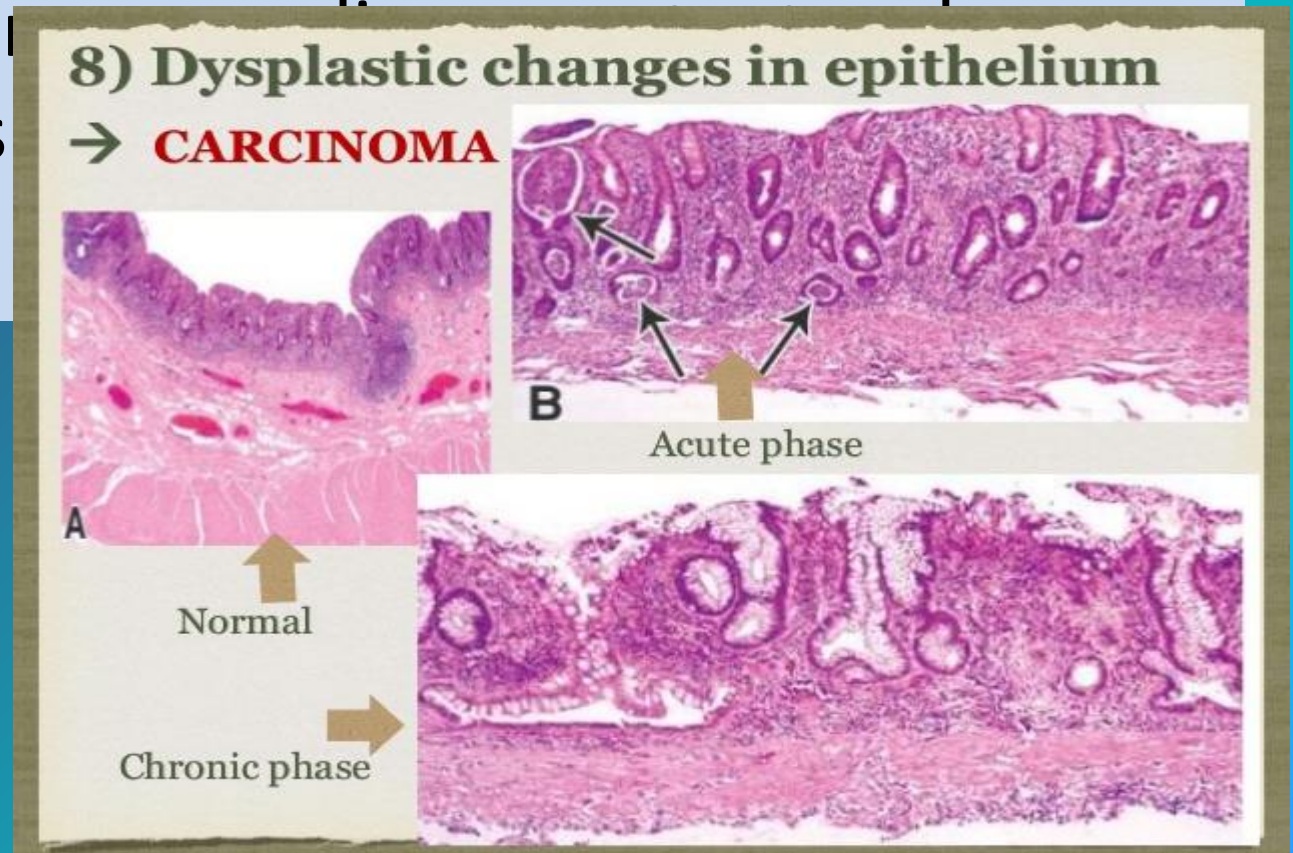 8) Dysplastic changes in epithelium
→ CARCINOMA
A
B
Acute phase
Normal
Chronic phase